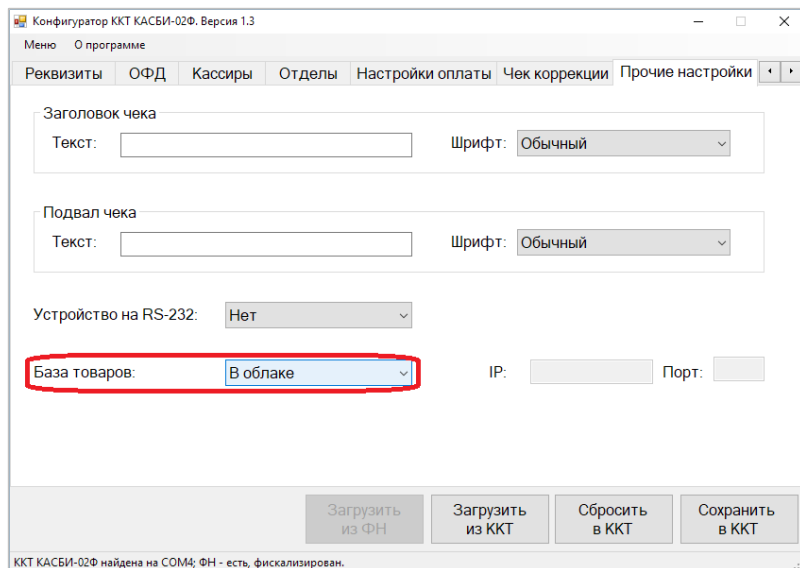 Конфигуратор ККТ КАСБИ-02Ф. Версия 1.3
Меню О программе
Реквизиты ОФД Кассиры Отделы Настройки оплаты Чек коррекции Прочие настройки
Заголовок чека
Текст: Шрифт: Обычный
Подвал чека
Текст: Шрифт: Обычный
Устройство на RS-232: Нет
База товаров: В облаке IP: Порт:
Загрузить из ФН Загрузить из ККТ Сбросить в ККТ Сохранить в ККТ
ККТ КАСБИ-02Ф найдена на COM4; ФН - есть, фискализирован.